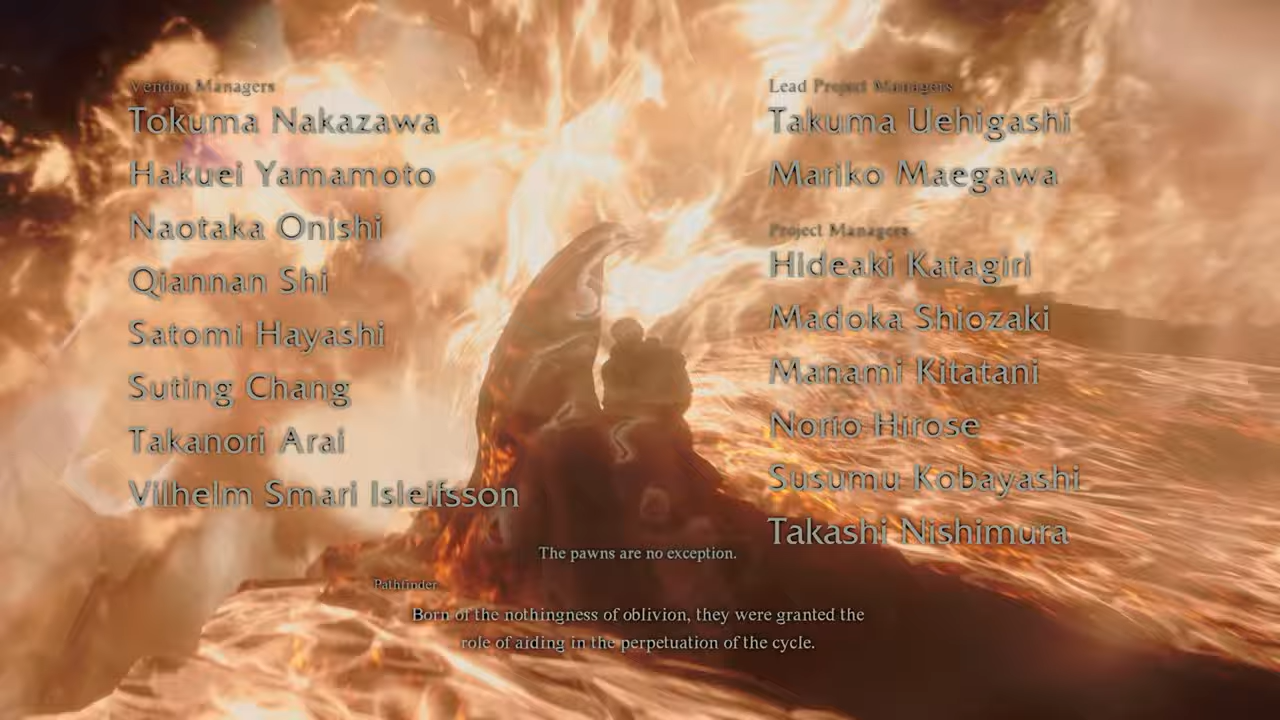 Vendor Managers
Tokuma Nakazawa
Hakuei Yamamoto
Naotaka Onishi
Qiannan Shi
Satomi Hayashi
Suting Chang
Takanori Arai
Vilhelm Smari Isleifsson
Lead Project Managers
Takuma Uehigashi
Mariko Maegawa
Project Managers
Hideaki Katagiri
Madoka Shiozaki
Manami Kitatani
Norio Hirose
Susumu Kobayashi
Takashi Nishimura
The pawns are no exception.
Pathfinder
Born of the nothingness of oblivion, they were granted the
role of aiding in the perpetuation of the cycle.